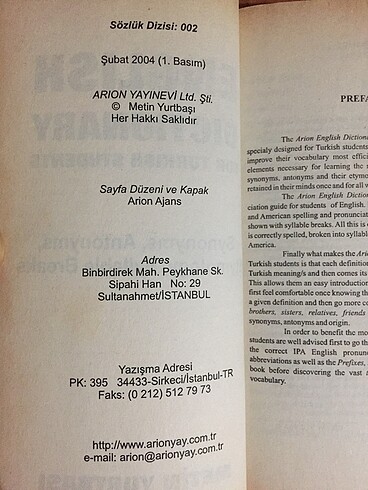 Sözlük Dizisi: 002
Şubat 2004 (1. Basım)
ARION YAYINEVİ Ltd. Şti.
© Metin Yurtbaşı
Her Hakkı Saklıdır
Sayfa Düzeni ve Kapak
Arion Ajans
Adres
Binbirdirek Mah. Peykhane Sk.
Sipahi Han No: 29
Sultanahmet/İSTANBUL
Yazışma Adresi
PK: 395 34433-Sirkeci/İstanbul-TR
Faks: (0 212) 512 79 73
http://www.arionyay.com.tr
e-mail: arion@arionyay.com.tr
PREFA
The Arion English Diction
specialy designed for Turkish student
improve their vocabulary most effici
elements necessary for learning the
synonyms, antonyms and their etymo
retained in their minds once and for all
The Arion English Dictio
ciation guide for students of English.
and American spelling and pronunciat
shown with syllable breaks. All this is
is correctly spelled, broken into syllabl
America.
Finally what makes the Ario
Turkish students is that each definition
Turkish meaning/s and then comes its
This allows them an easy introduction
first feel comfortable once knowing the
a given definition and then go more co
brothers, sisters, relatives, friends
synonyms, antonyms and origin.
In order to benefit the mo
students are well advised first to go th
the correct IPA English pronun
abbreviations as well as the Prefixes,
book before discovering the vast a
vocabulary.